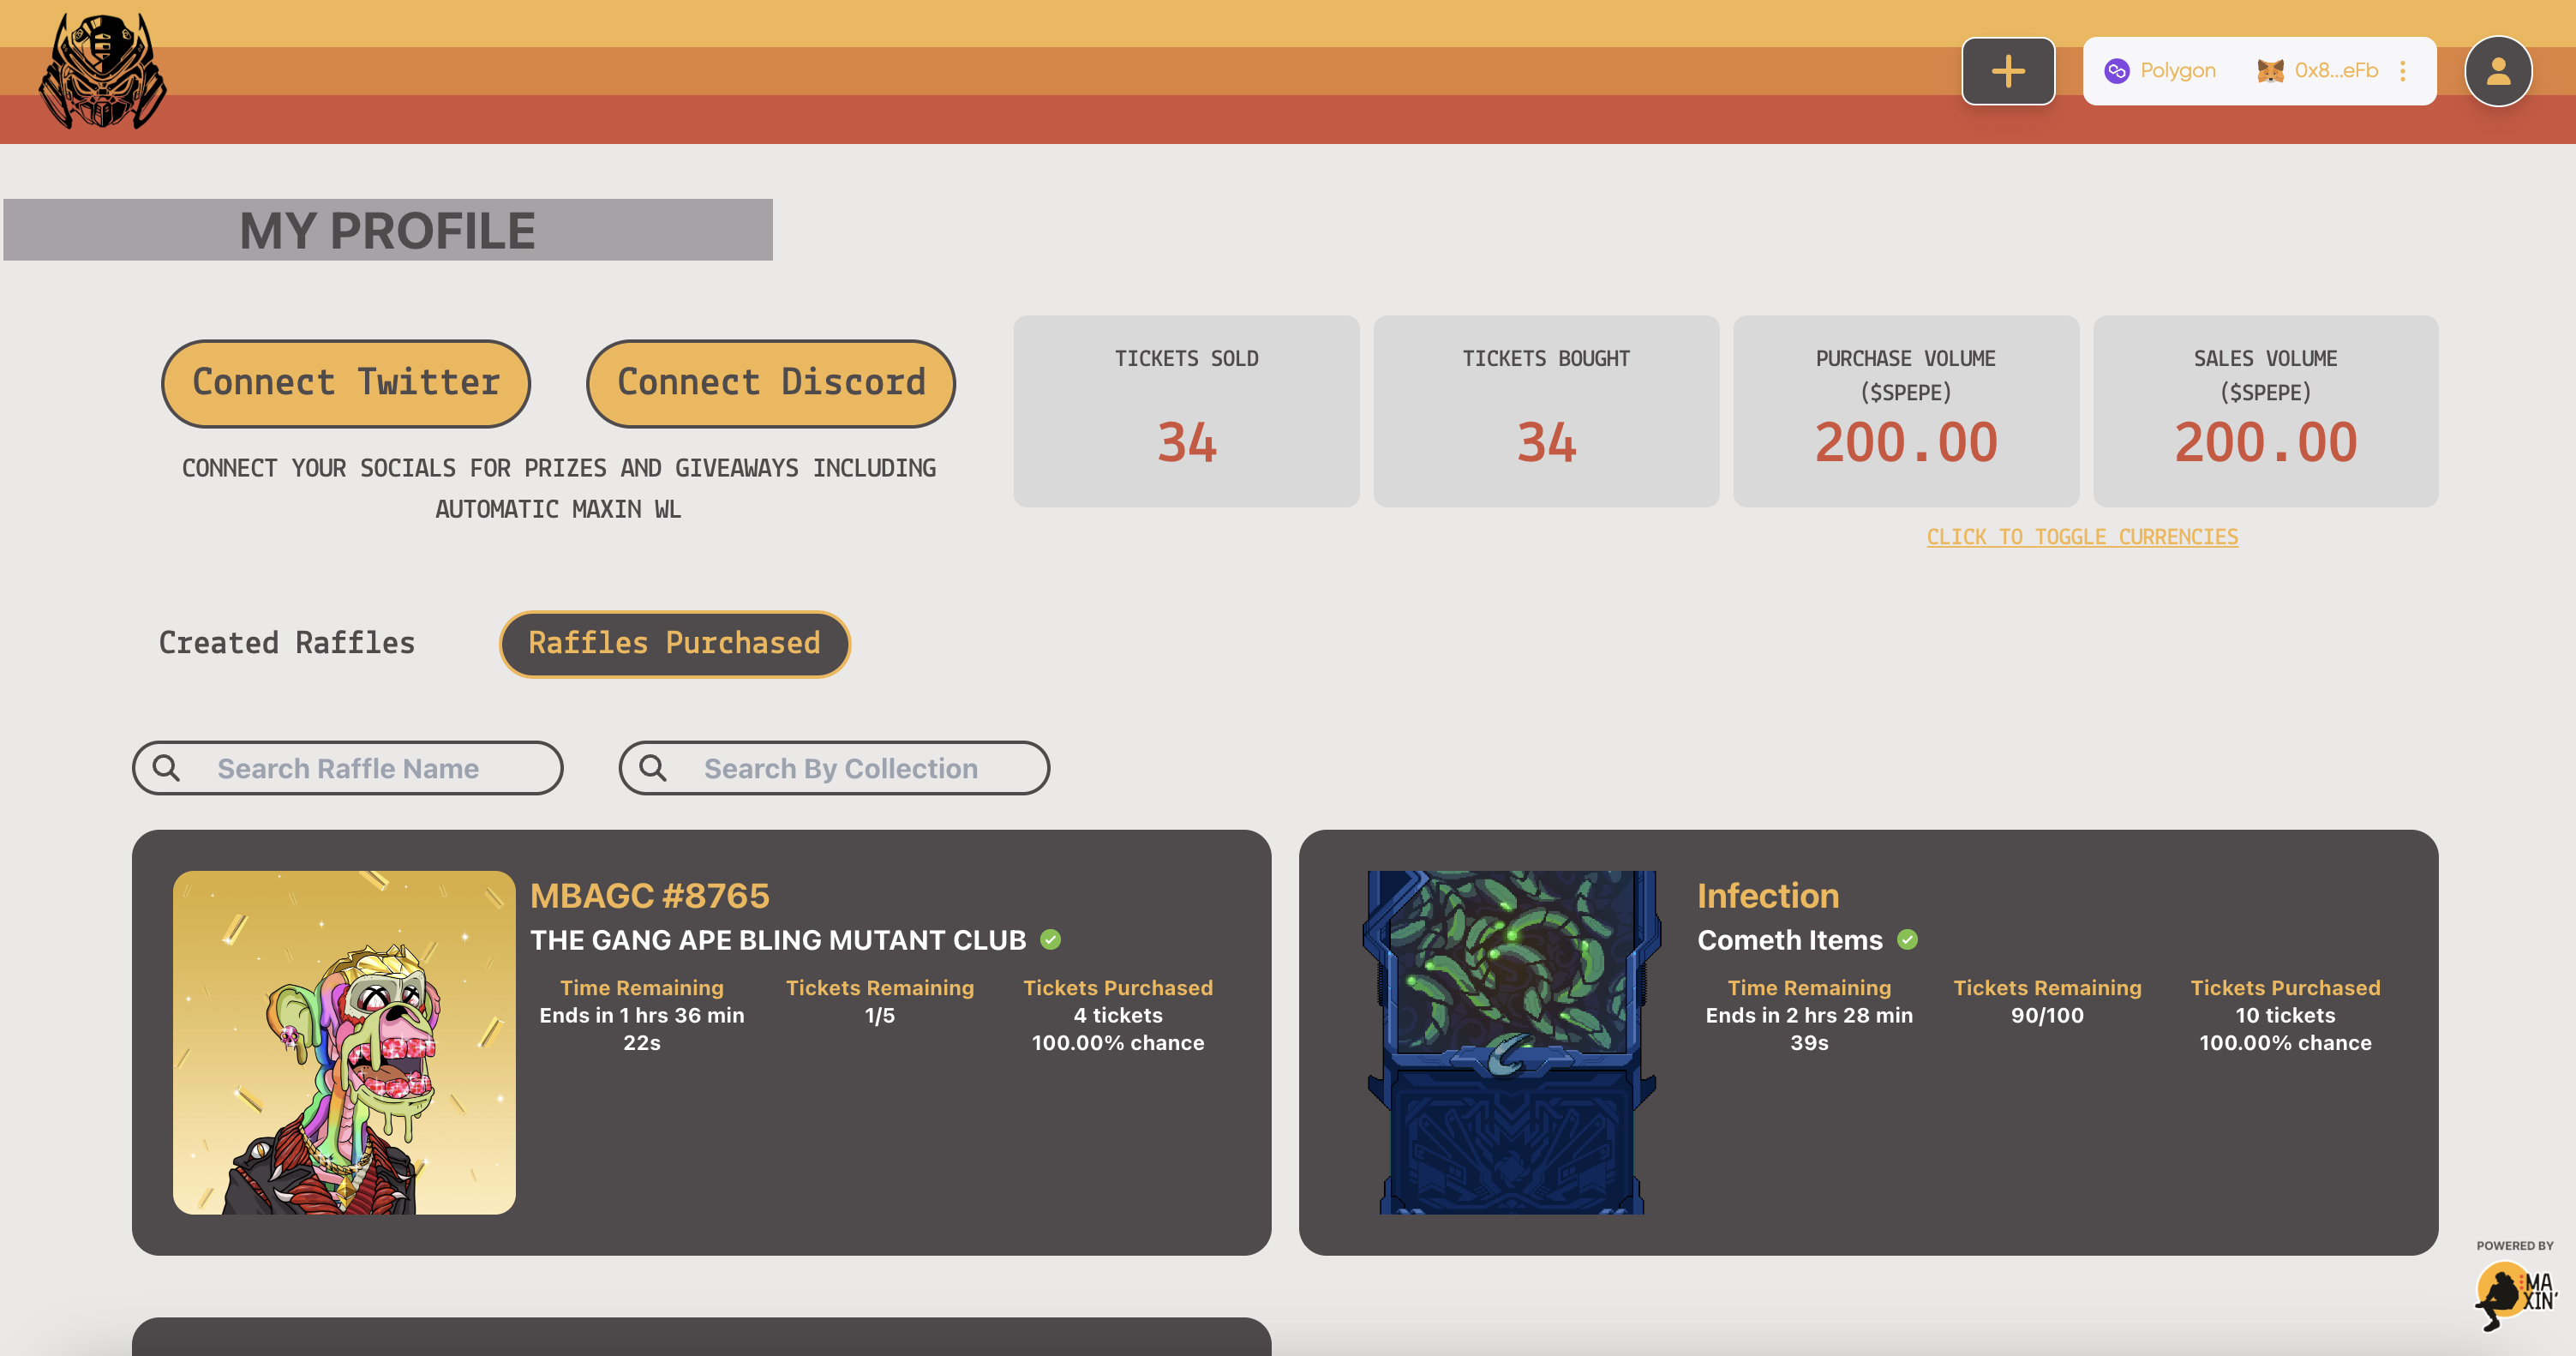 Polygon
0x8...eFb
MY PROFILE
Connect Twitter
Connect Discord
CONNECT YOUR SOCIALS FOR PRIZES AND GIVEAWAYS INCLUDING
AUTOMATIC MAXIN WL
TICKETS SOLD
34
TICKETS BOUGHT
34
PURCHASE VOLUME
($SPEPE)
200.00
SALES VOLUME
($SPEPE)
200.00
CLICK TO TOGGLE CURRENCIES
Created Raffles
Raffles Purchased
Search Raffle Name
Search By Collection
MBAGC #8765
THE GANG APE BLING MUTANT CLUB
Time Remaining
Ends in 1 hrs 36 min
22s
Tickets Remaining
1/5
Tickets Purchased
4 tickets
100.00% chance
Infection
Cometh Items
Time Remaining
Ends in 2 hrs 28 min
39s
Tickets Remaining
90/100
Tickets Purchased
10 tickets
100.00% chance
POWERED BY
MA
XIN'